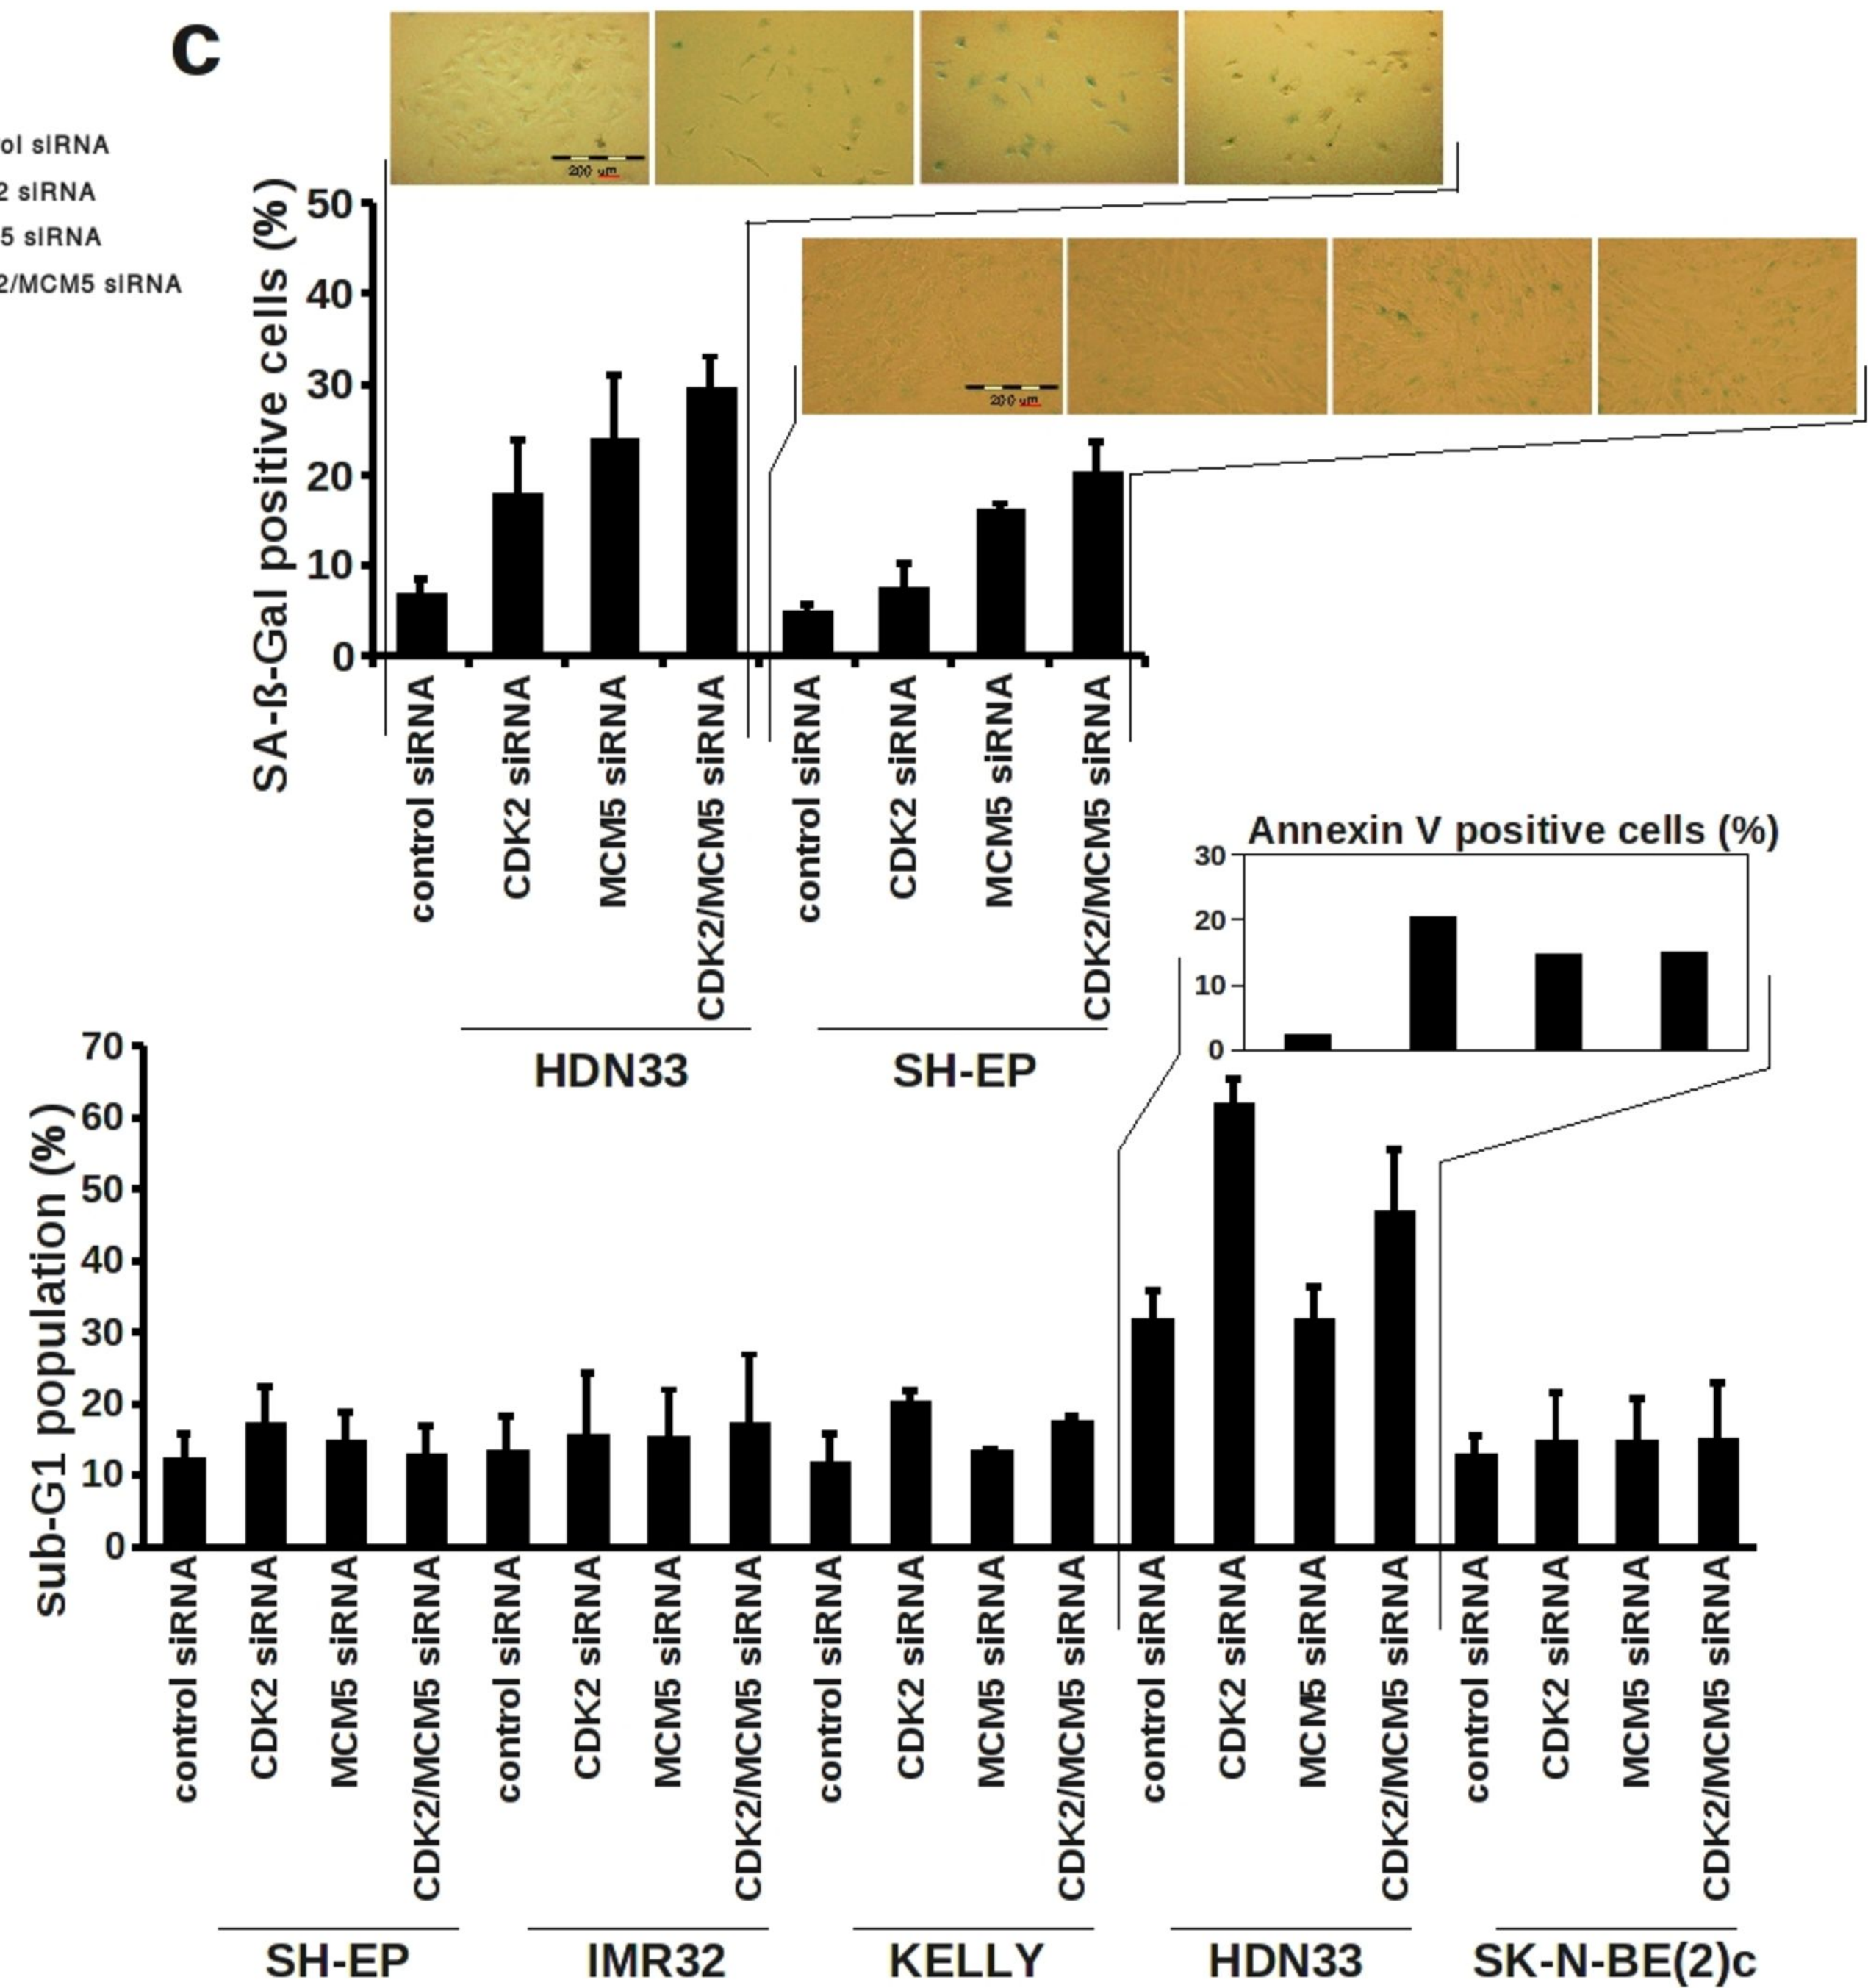 c
ol siRNA
2 siRNA
5 siRNA
2/MCM5 siRNA
200 µm
200 µm
SA-ß-Gal positive cells (%)
50
40
30
20
10
0
control siRNA
CDK2 siRNA
MCM5 siRNA
CDK2/MCM5 siRNA
control siRNA
CDK2 siRNA
MCM5 siRNA
CDK2/MCM5 siRNA
HDN33
SH-EP
Annexin V positive cells (%)
30
20
10
0
sub-G1 population (%)
70
60
50
40
30
20
10
0
control siRNA
CDK2 siRNA
MCM5 siRNA
CDK2/MCM5 siRNA
control siRNA
CDK2 siRNA
MCM5 siRNA
CDK2/MCM5 siRNA
control siRNA
CDK2 siRNA
MCM5 siRNA
CDK2/MCM5 siRNA
control siRNA
CDK2 siRNA
MCM5 siRNA
CDK2/MCM5 siRNA
control siRNA
CDK2 siRNA
MCM5 siRNA
CDK2/MCM5 siRNA
SH-EP
IMR32
KELLY
HDN33
SK-N-BE(2)c